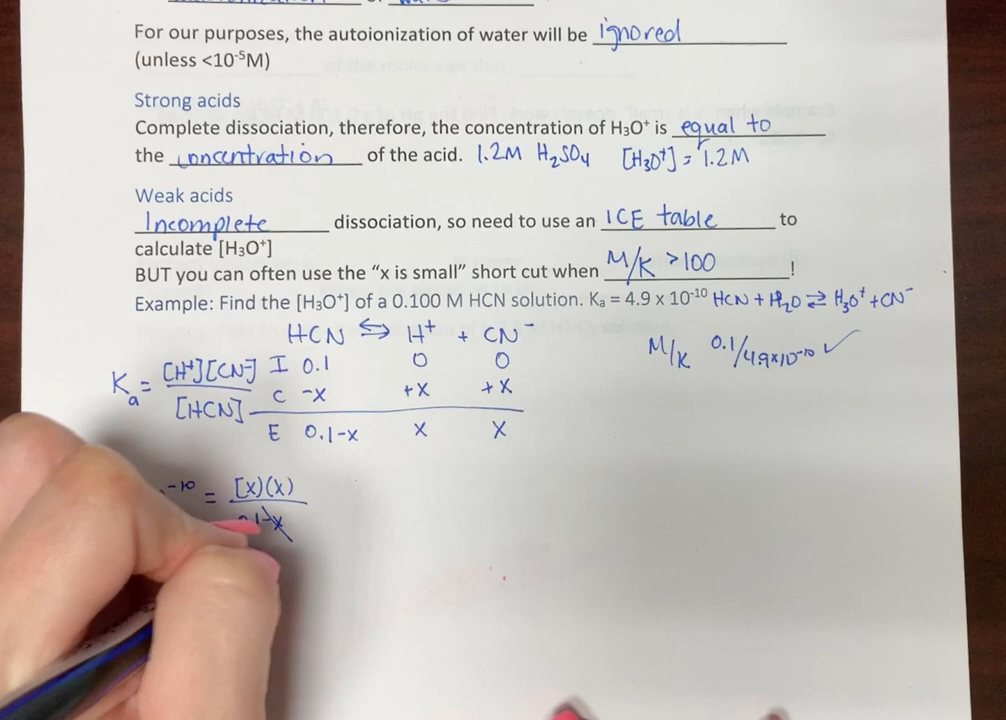 For our purposes, the autoionization of water will be ignored
(unless <10⁻⁵M)
Strong acids
Complete dissociation, therefore, the concentration of H₃O⁺ is equal to
the concentration of the acid. 1.2M H₂SO₄ [H₃O⁺] = 1.2M
Weak acids
Incomplete dissociation, so need to use an ICE table to
calculate [H₃O⁺]
BUT you can often use the “x is small” short cut when M/K >100!
Example: Find the [H₃O⁺] of a 0.100 M HCN solution. Kₐ = 4.9 x 10⁻¹⁰ HCN + H₂O ⇌ H₃O⁺ + CN⁻
HCN ⇌ H⁺ + CN⁻
M/K 0.1/4.9×10⁻¹⁰ ✓
Kₐ = [H⁺][CN⁻] / [HCN]
I 0.1 0 0
C -x +x +x
E 0.1-x x x
⁻¹⁰ = [x)(x)
1-x